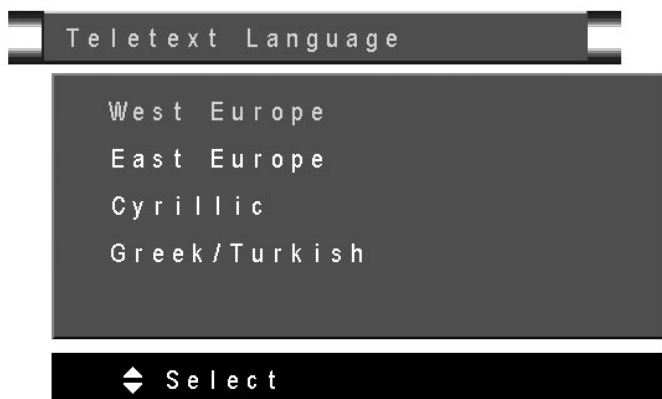 Teletext Language
West Europe
East Europe
Cyrillic
Greek/Turkish
Select